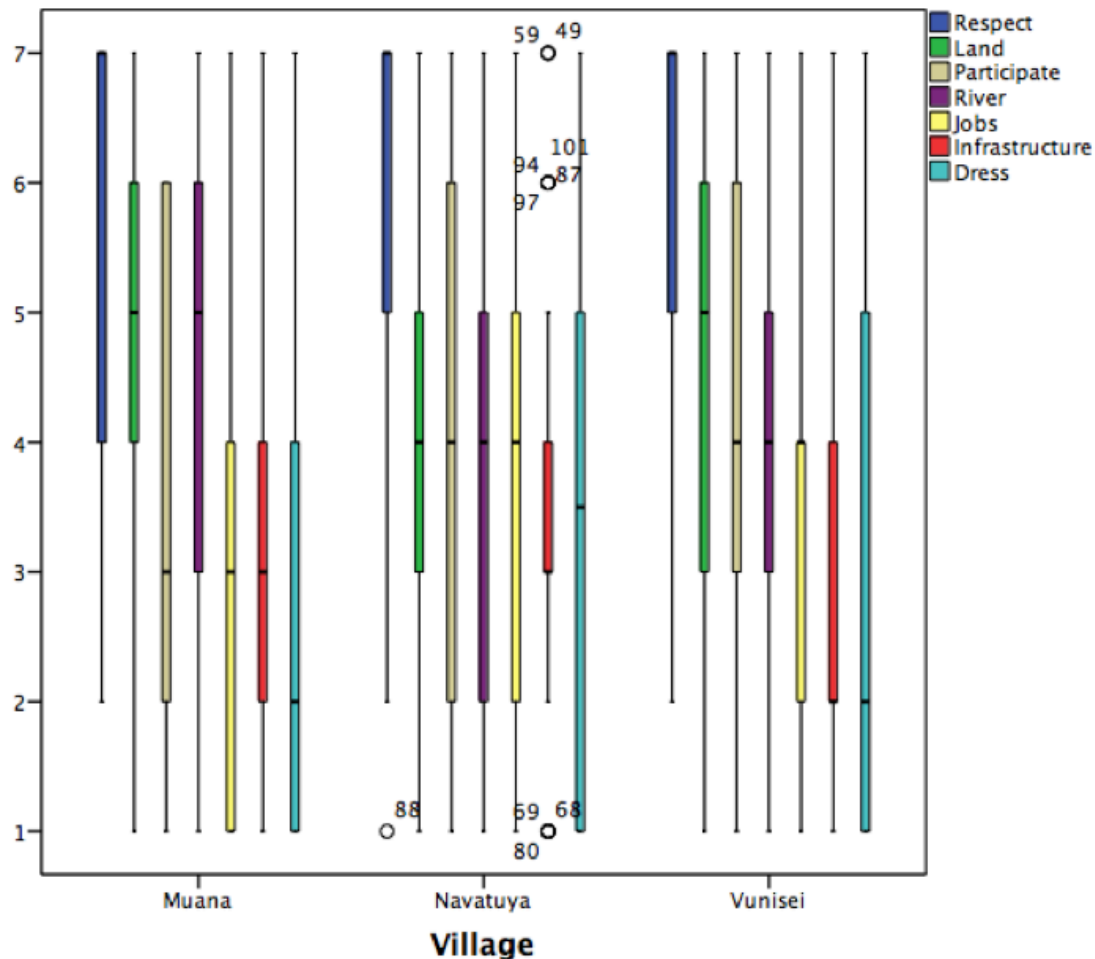 7
6
5
4
3
2
1
59 49
101
94 87
97
88
69 68
80
Muana Navatuya Vunisei
Village
Respect
Land
Participate
River
Jobs
Infrastructure
Dress